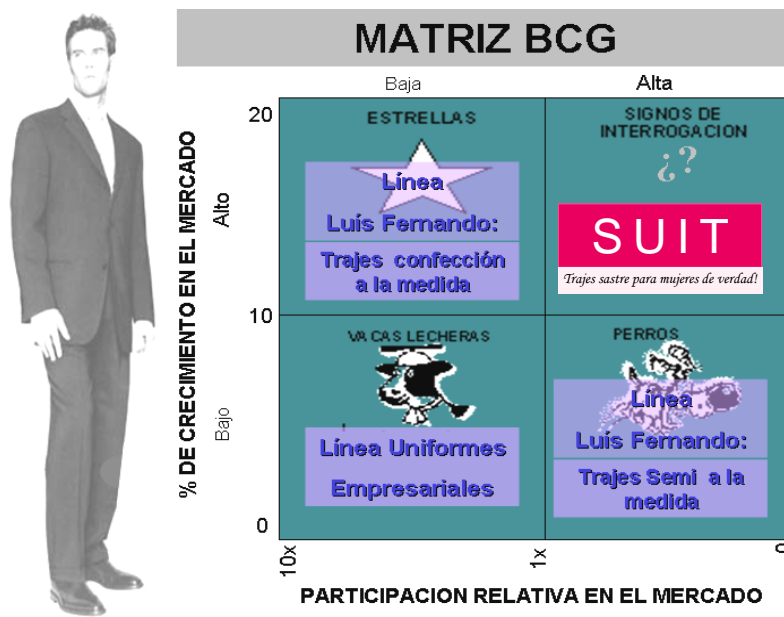 MATRIZ BCG
Baja
Alta
% DE CRECIMIENTO EN EL MERCADO
Alto
Bajo
20
10
0
ESTRELLAS
Línea
Luís Fernando:
Trajes confección
a la medida
SIGNOS DE
INTERROGACION
¿?
SUIT
Trajes sastre para mujeres de verdad!
VACAS LECHERAS
Línea Uniformes
Empresariales
PERROS
Línea
Luís Fernando:
Trajes Semi a la
medida
10x
1x
0
PARTICIPACION RELATIVA EN EL MERCADO